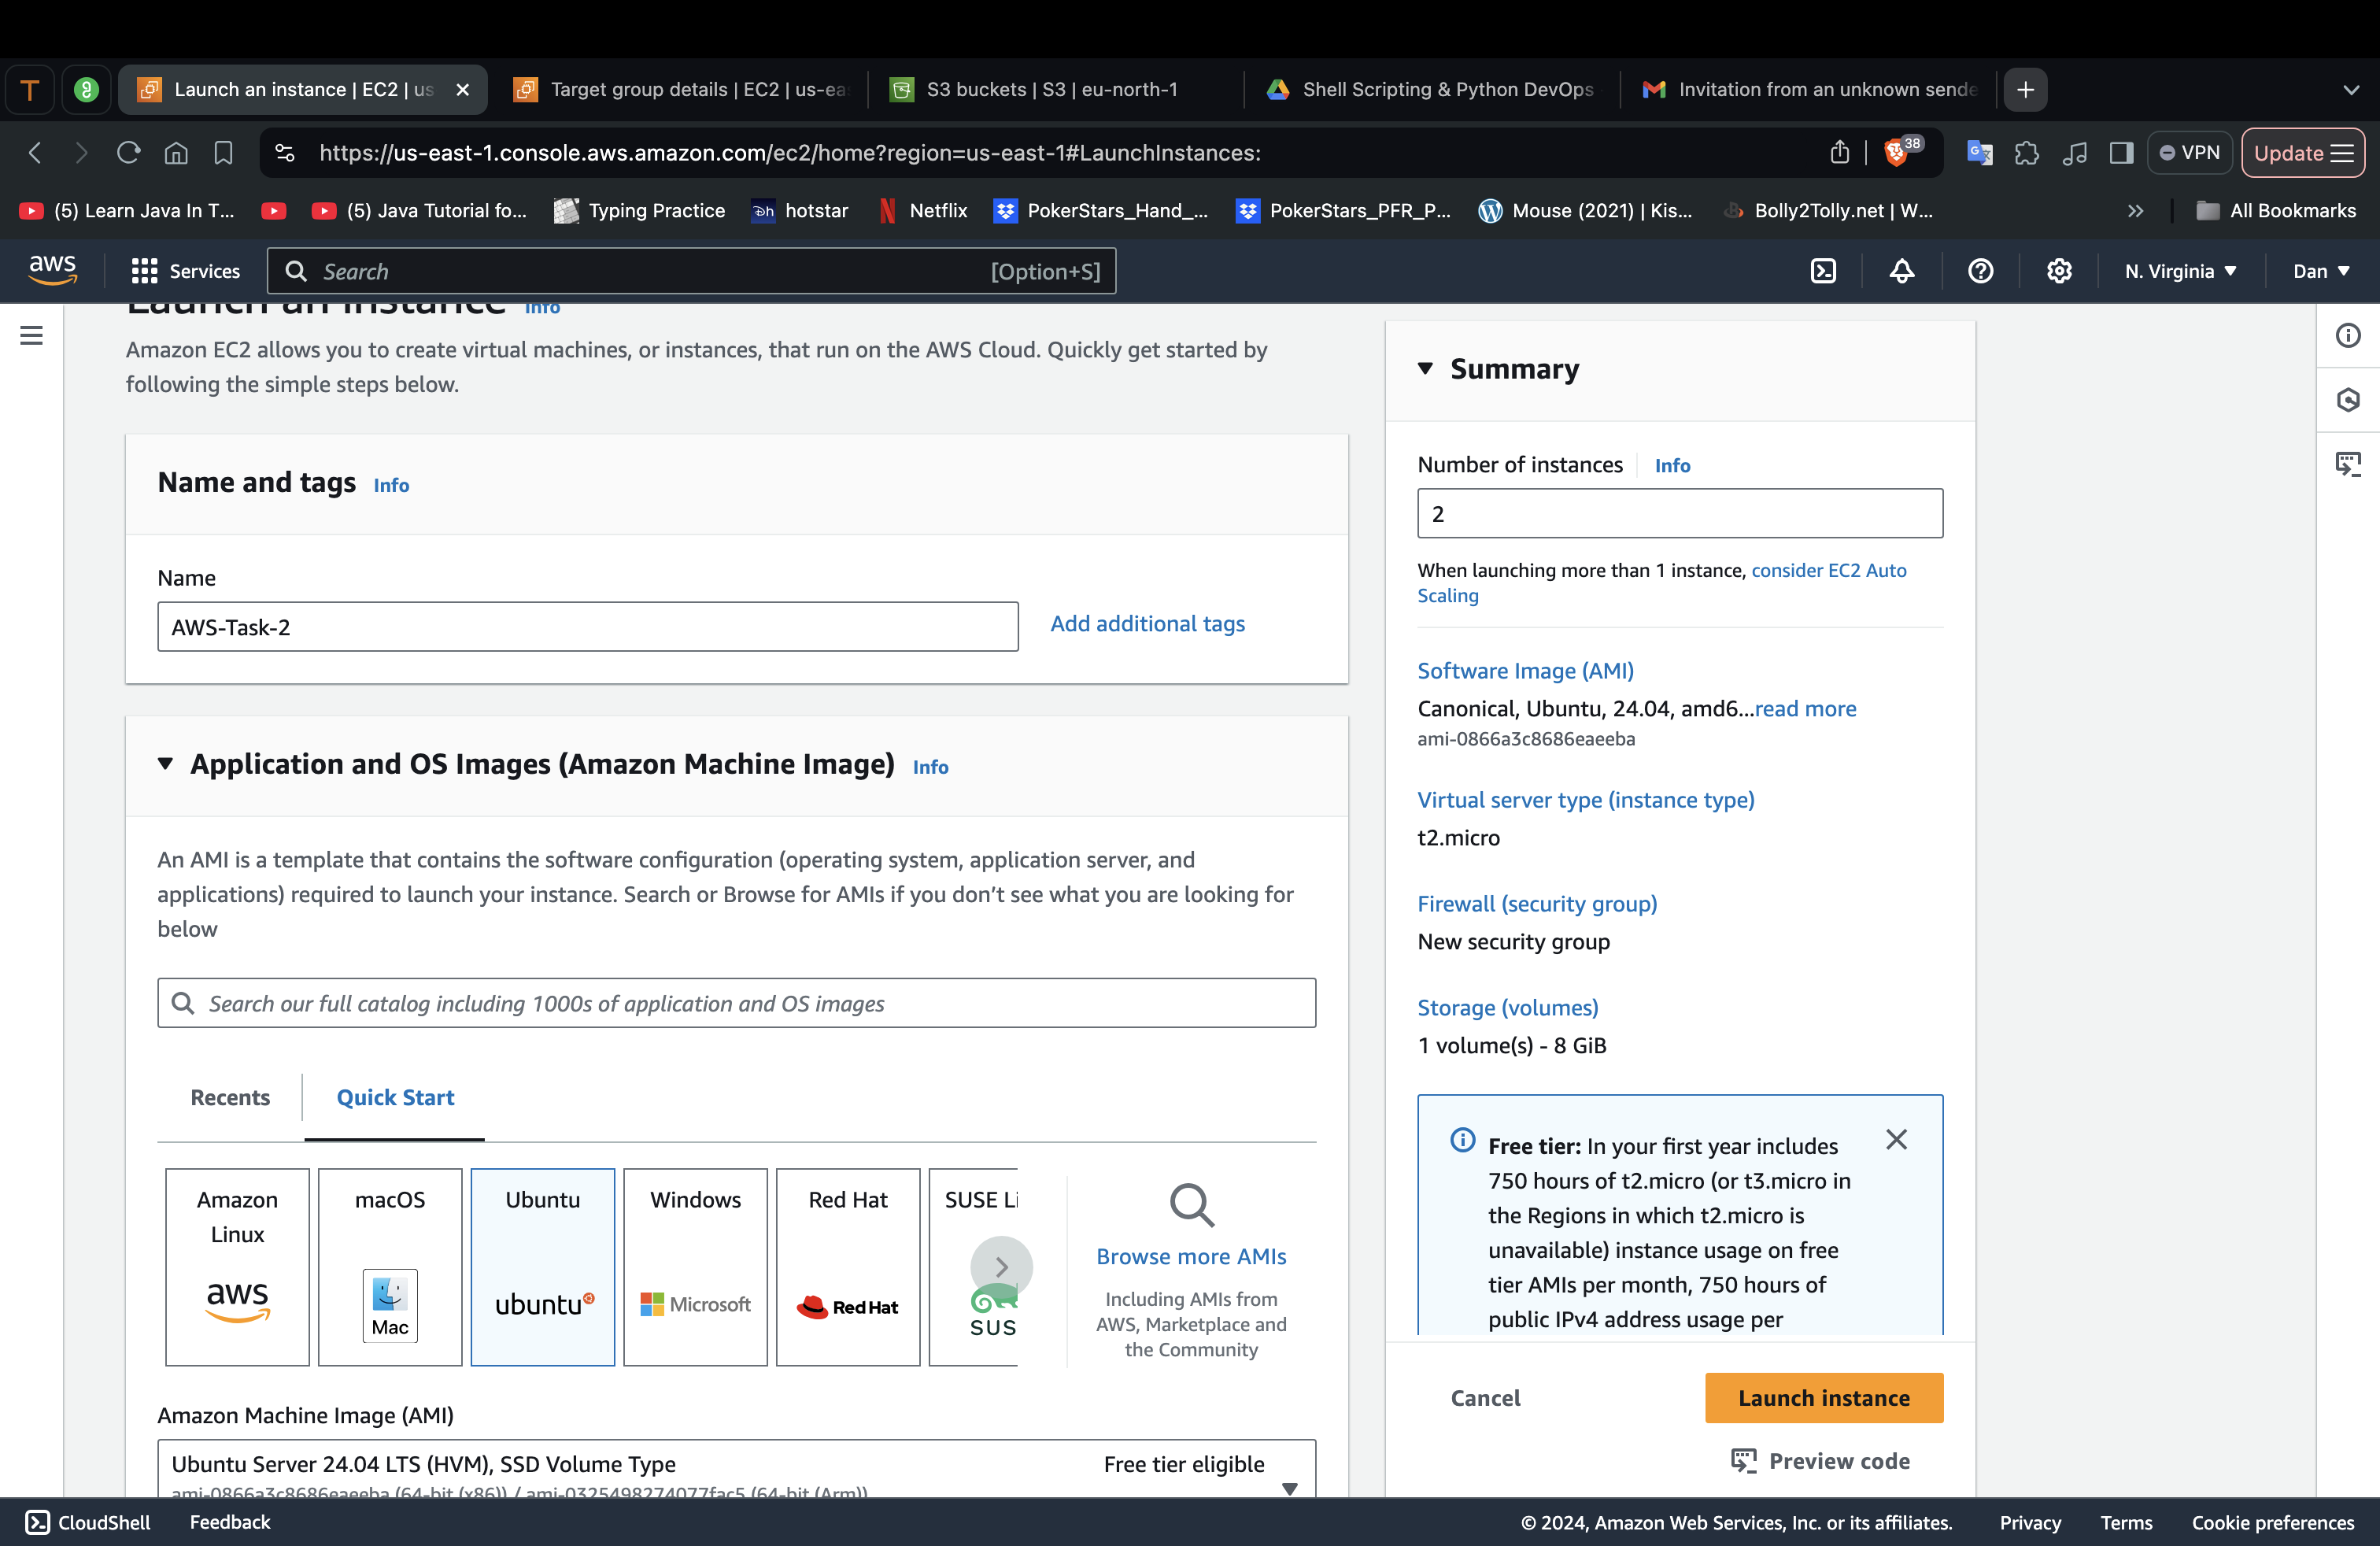 T
Launch an instance | EC2 | us
Target group details | EC2 | us-eas
S3 buckets | S3 | eu-north-1
Shell Scripting & Python DevOps
Invitation from an unknown sende
https://us-east-1.console.aws.amazon.com/ec2/home?region=us-east-1#LaunchInstances:
38
VPN
Update
(5) Learn Java In T...
(5) Java Tutorial fo...
Typing Practice
hotstar
Netflix
PokerStars_Hand_...
PokerStars_PFR_P...
Mouse (2021) | Kis...
Bolly2Tolly.net | W...
All Bookmarks
aws
Services
Search
[Option+S]
N. Virginia
Dan
Launch an instance Info
Amazon EC2 allows you to create virtual machines, or instances, that run on the AWS Cloud. Quickly get started by
following the simple steps below.
Name and tags Info
Name
AWS-Task-2
Add additional tags
Application and OS Images (Amazon Machine Image) Info
An AMI is a template that contains the software configuration (operating system, application server, and
applications) required to launch your instance. Search or Browse for AMIs if you don’t see what you are looking for
below
Search our full catalog including 1000s of application and OS images
Recents
Quick Start
Amazon
Linux
aws
macOS
Mac
Ubuntu
ubuntu
Windows
Microsoft
Red Hat
RedHat
SUSE Li
SUS
Browse more AMIs
Including AMIs from
AWS, Marketplace and
the Community
Amazon Machine Image (AMI)
Ubuntu Server 24.04 LTS (HVM), SSD Volume Type
Free tier eligible
ami-0866a3c8686eaeeba (64-bit (x86)) / ami-0325498274077fac5 (64-bit (Arm))
Summary
Number of instances
Info
2
When launching more than 1 instance, consider EC2 Auto
Scaling
Software Image (AMI)
Canonical, Ubuntu, 24.04, amd6...read more
ami-0866a3c8686eaeeba
Virtual server type (instance type)
t2.micro
Firewall (security group)
New security group
Storage (volumes)
1 volume(s) - 8 GiB
Free tier: In your first year includes
750 hours of t2.micro (or t3.micro in
the Regions in which t2.micro is
unavailable) instance usage on free
tier AMIs per month, 750 hours of
public IPv4 address usage per
Cancel
Launch instance
Preview code
CloudShell
Feedback
© 2024, Amazon Web Services, Inc. or its affiliates.
Privacy
Terms
Cookie preferences